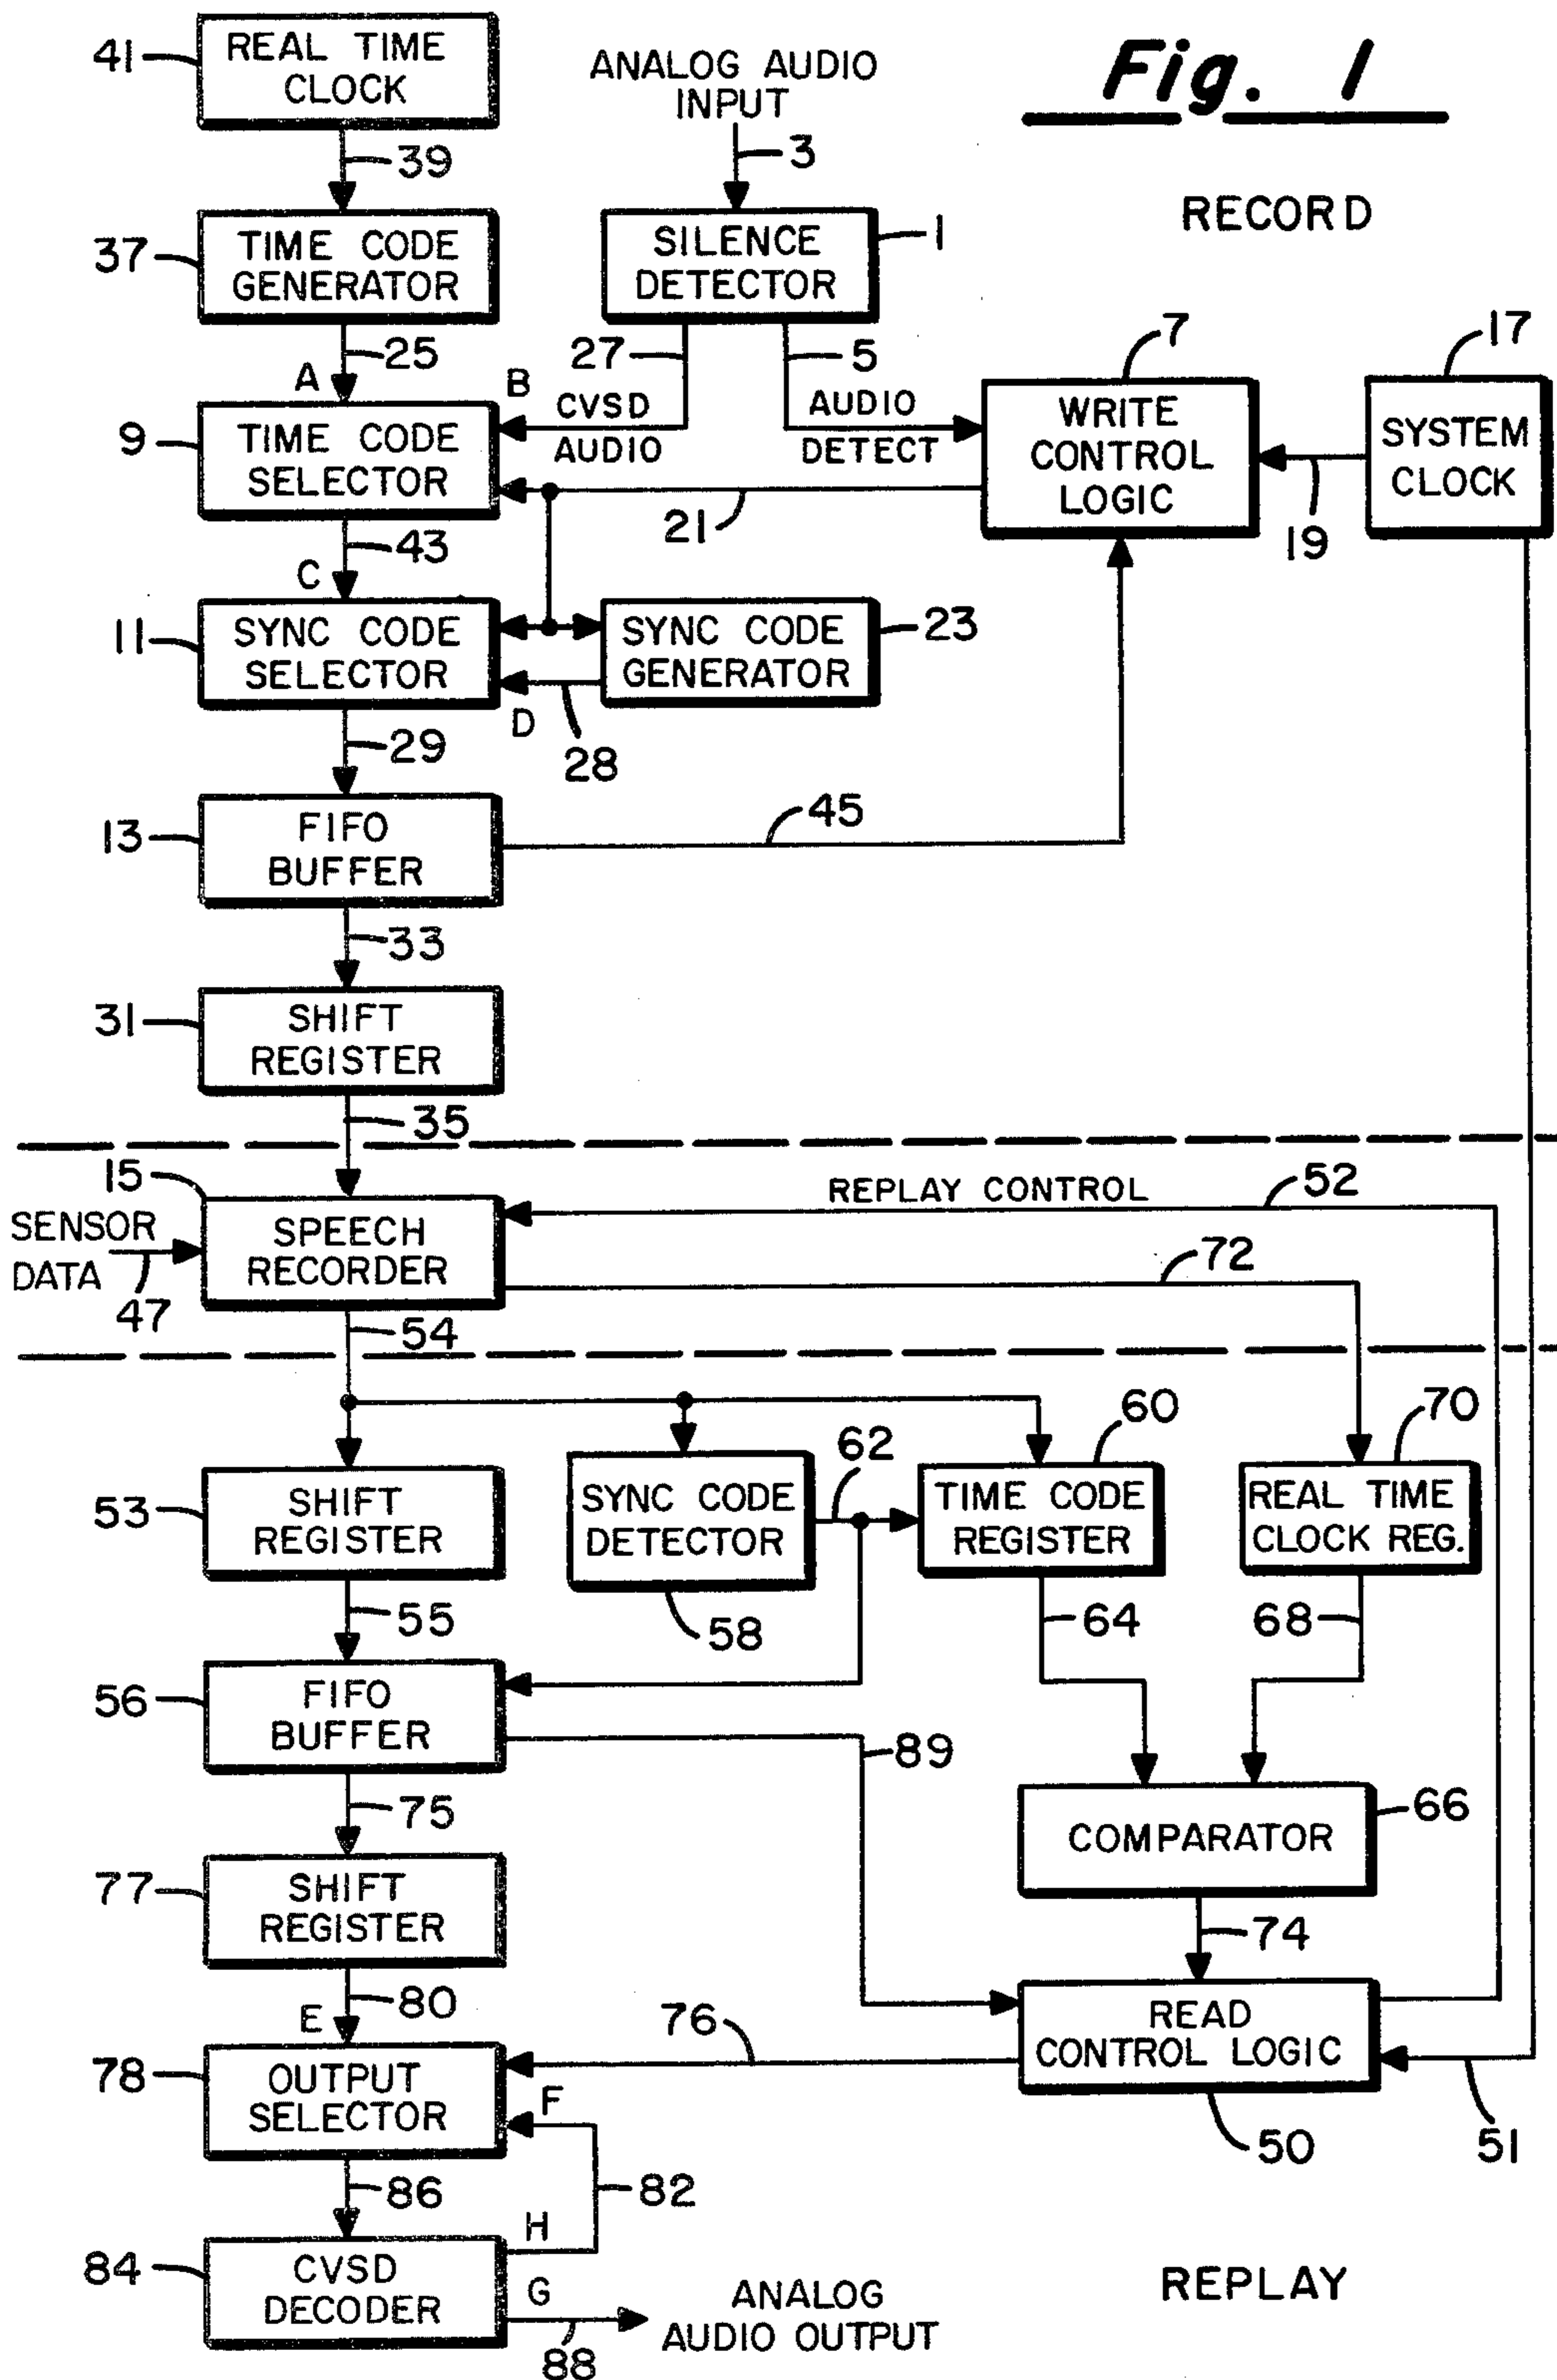 Fig. 1
41
REAL TIME
CLOCK
ANALOG AUDIO
INPUT
39
3
RECORD
37
TIME CODE
GENERATOR
SILENCE
DETECTOR
1
25
27
5
7
17
A
B
CVSD
AUDIO
AUDIO
DETECT
9
TIME CODE
SELECTOR
WRITE
CONTROL
LOGIC
SYSTEM
CLOCK
21
19
43
C
11
SYNC CODE
SELECTOR
SYNC CODE
GENERATOR
23
D
28
29
13
FIFO
BUFFER
45
33
31
SHIFT
REGISTER
35
15
SENSOR
DATA
47
SPEECH
RECORDER
REPLAY CONTROL
52
72
54
53
SHIFT
REGISTER
SYNC CODE
DETECTOR
58
62
60
TIME CODE
REGISTER
70
REAL TIME
CLOCK REG.
55
64
68
56
FIFO
BUFFER
89
75
COMPARATOR
66
77
SHIFT
REGISTER
74
80
E
76
READ
CONTROL LOGIC
50
51
78
OUTPUT
SELECTOR
F
86
82
H
84
CVSD
DECODER
G
88
ANALOG
AUDIO OUTPUT
REPLAY